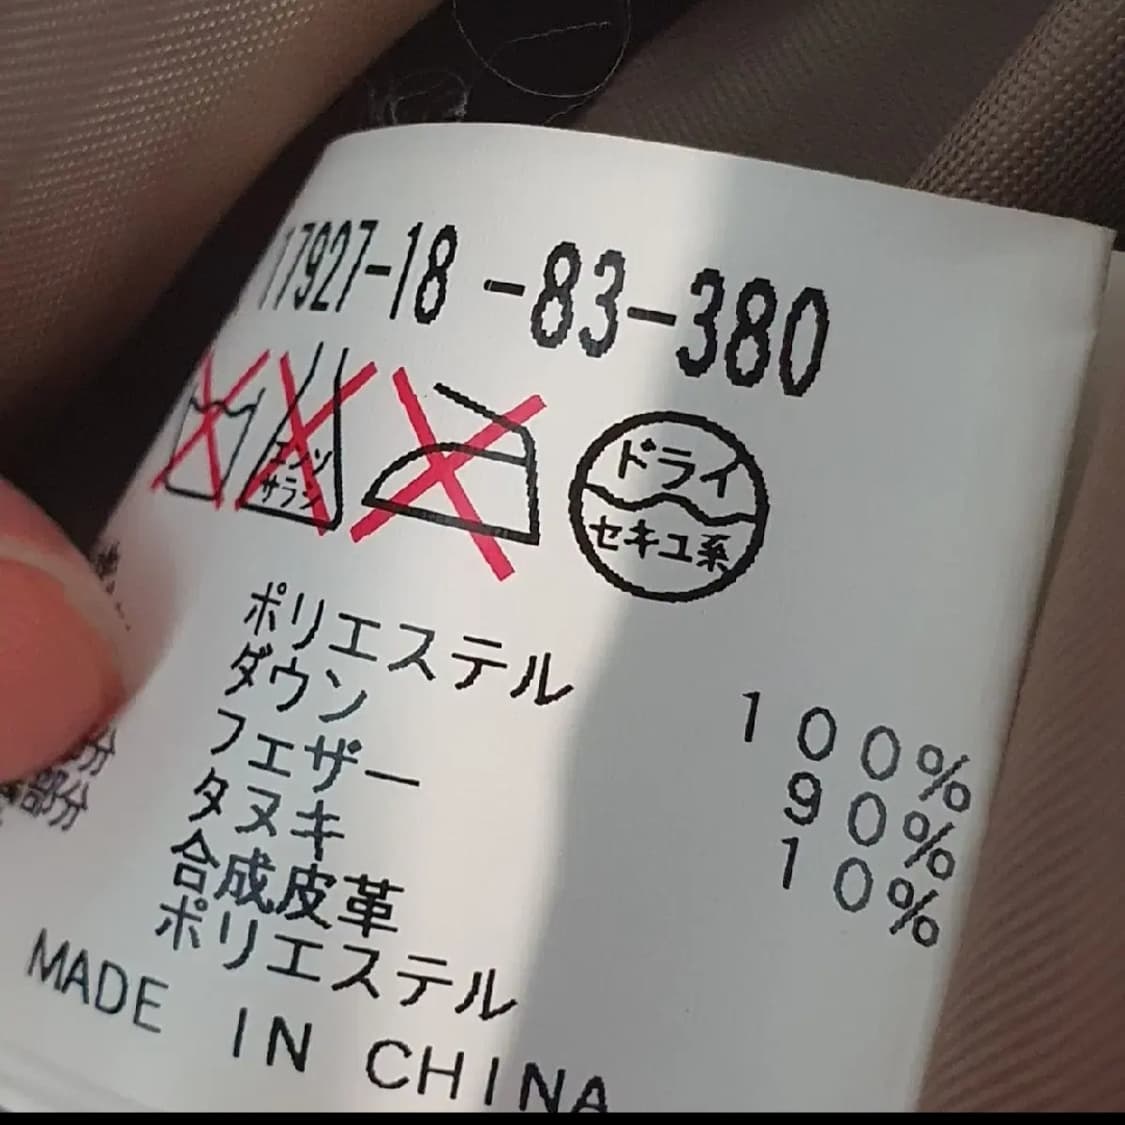 17927-18 -83-380
エンソ
サラシ
ドライ
セキユ系
ポリエステル 100%
ダウン 90%
フェザー 10%
タヌキ
部分 合成皮革
ポリエステル
MADE IN CHINA